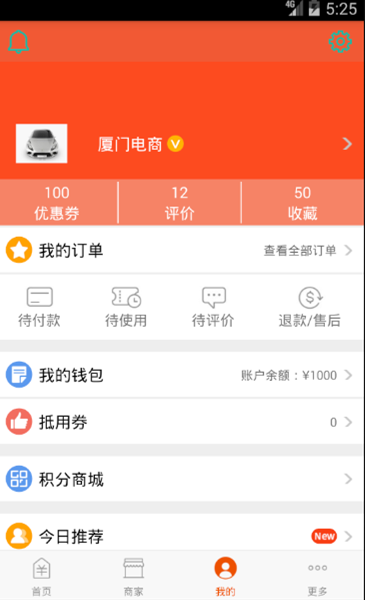 4G 5:25
厦门电商
100 12 50
优惠券 评价 收藏
我的订单 查看全部订单
待付款 待使用 待评价 退款/售后
我的钱包 账户余额：¥1000
抵用券 0
积分商城
今日推荐 New
首页 商家 我的 更多